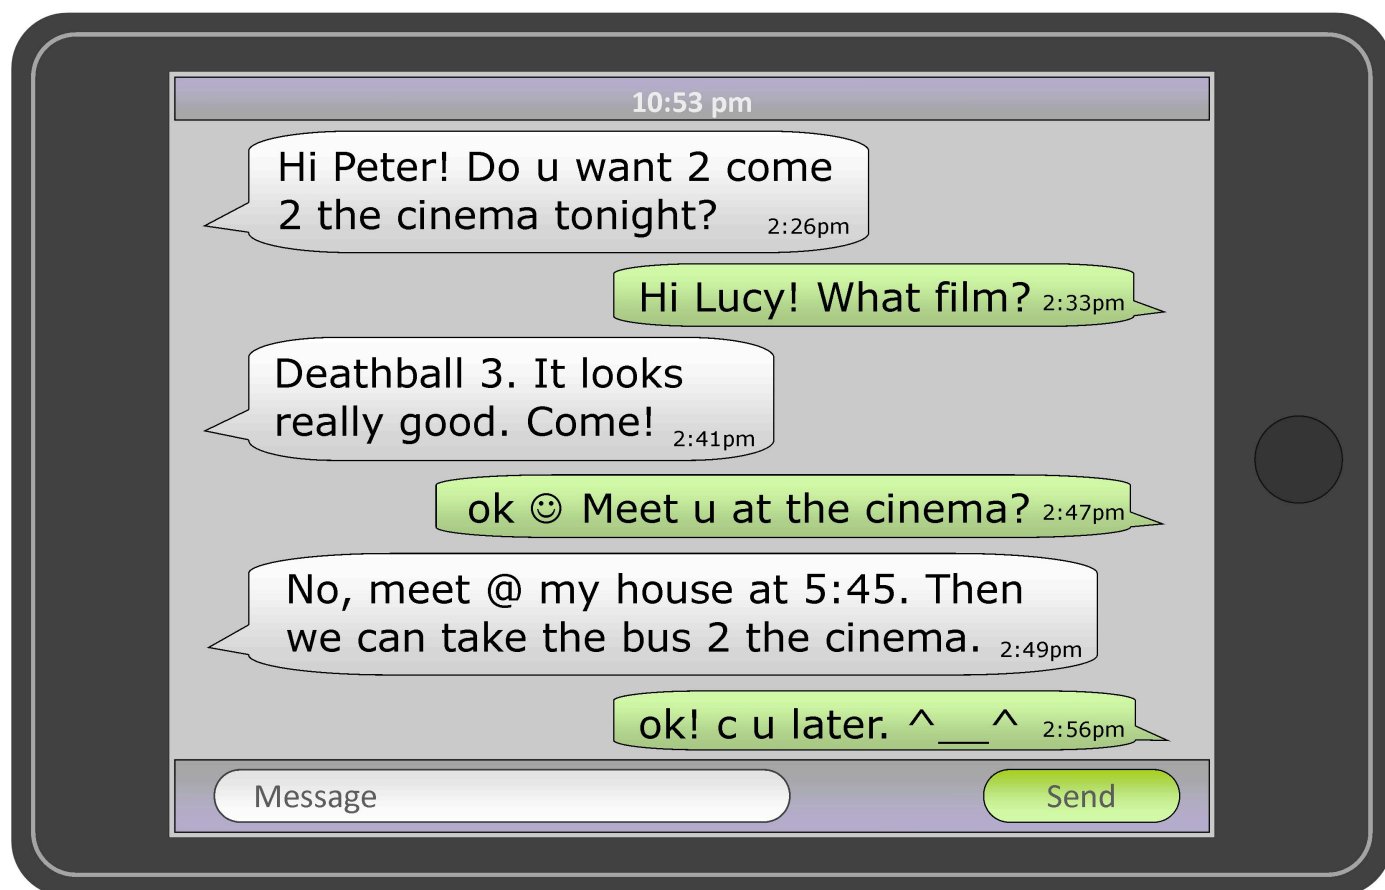 10:53 pm
Hi Peter! Do u want 2 come
2 the cinema tonight? 2:26pm
Hi Lucy! What film? 2:33pm
Deathball 3. It looks
really good. Come! 2:41pm
ok ☺ Meet u at the cinema? 2:47pm
No, meet @ my house at 5:45. Then
we can take the bus 2 the cinema. 2:49pm
ok! c u later. ^__^ 2:56pm
Message Send